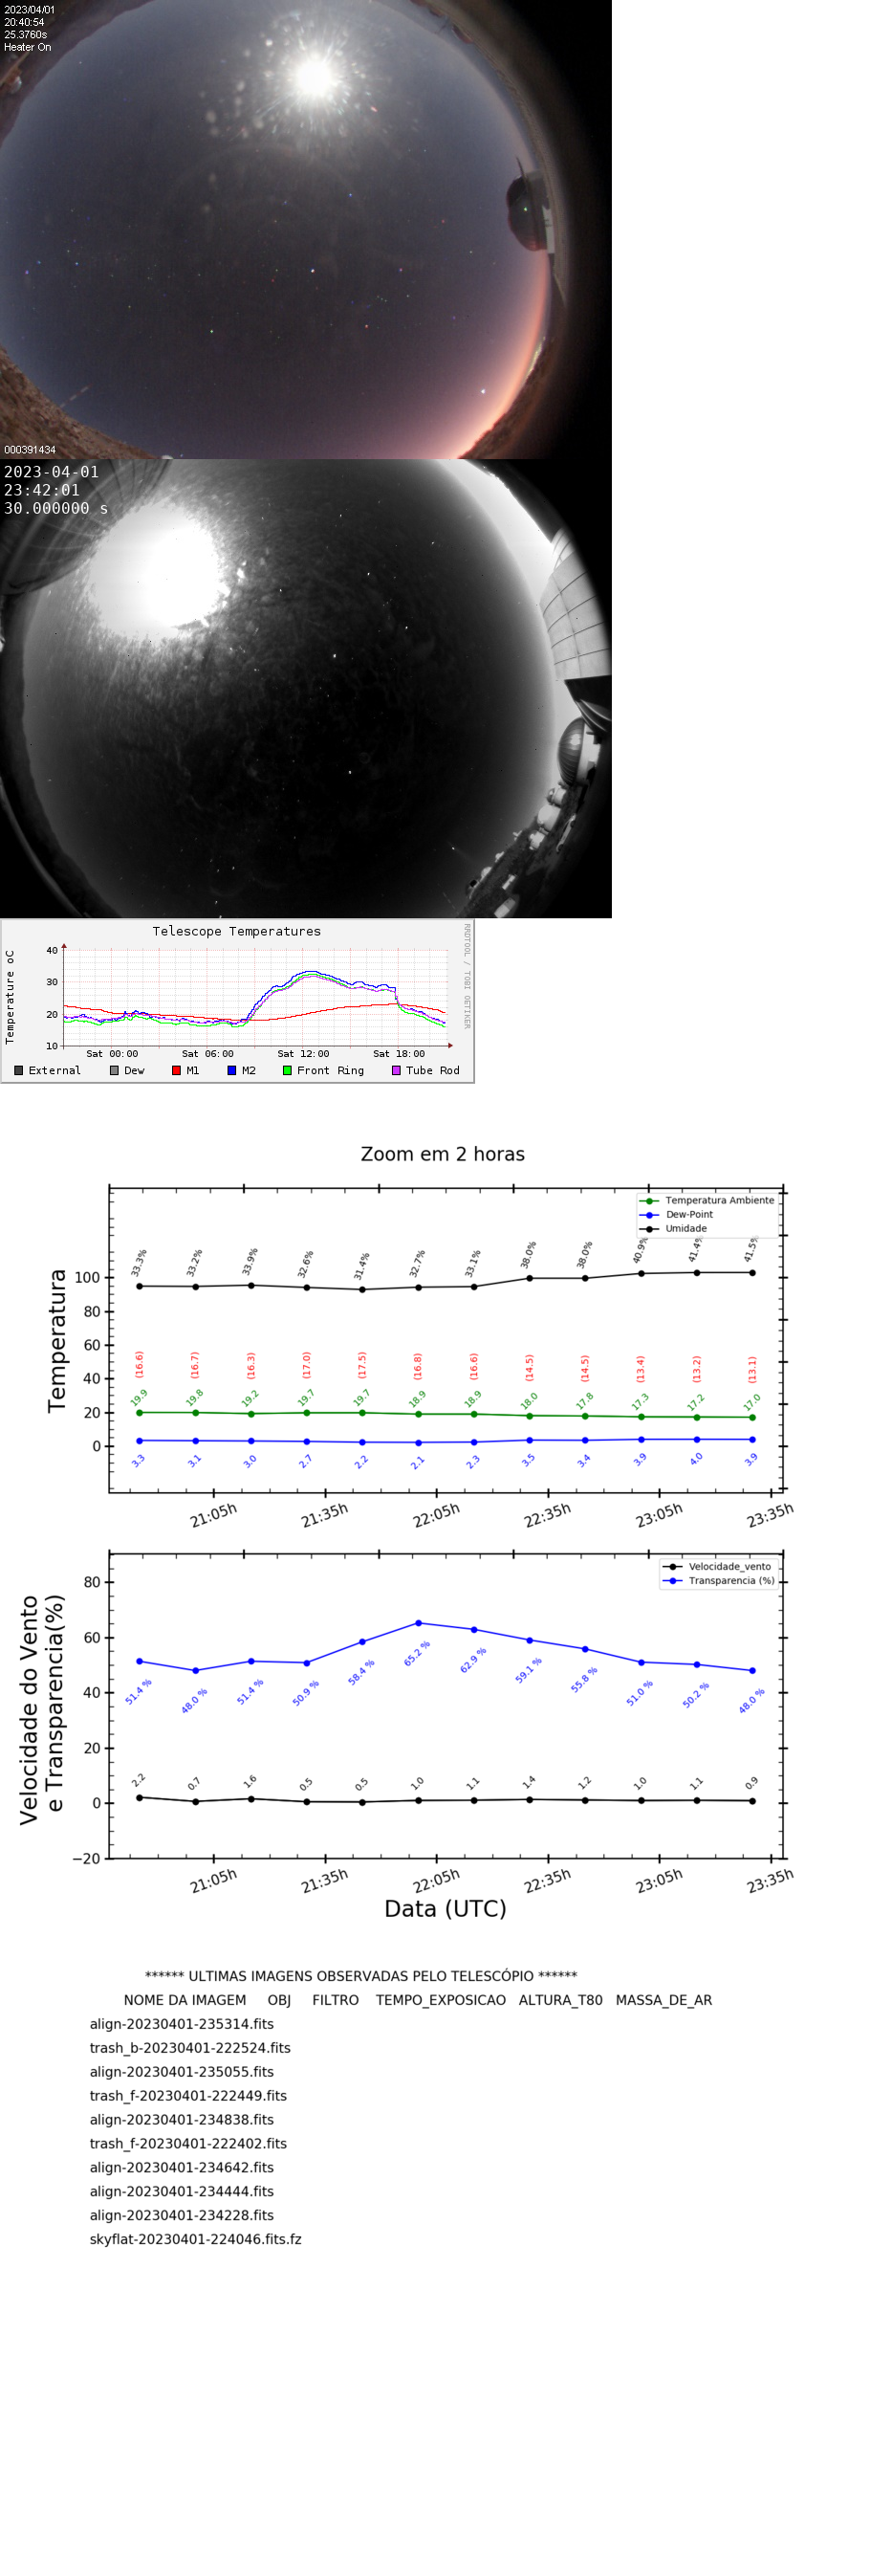 2023/04/01
20:40:54
25.3760s
Heater On
000391434
2023-04-01
23:42:01
30.000000 s
Telescope Temperatures
RRDTOOL / TOBI OETIKER
Temperature oC
40
30
20
10
Sat 00:00 Sat 06:00 Sat 12:00 Sat 18:00
External Dew M1 M2 Front Ring Tube Rod
Zoom em 2 horas
Temperatura Ambiente
Dew-Point
Umidade
33.3% 33.2% 33.9% 32.6% 31.4% 32.7% 33.1% 38.0% 38.0% 40.9% 41.4% 41.5%
Temperatura
100
80
60
40
20
0
(16.6) (16.7) (16.3) (17.0) (17.5) (16.8) (16.6) (14.5) (14.5) (13.4) (13.2) (13.1)
19.9 19.8 19.2 19.7 19.7 18.9 18.9 18.0 17.8 17.3 17.2 17.0
3.3 3.1 3.0 2.7 2.2 2.1 2.3 3.5 3.4 3.9 4.0 3.9
21:05h 21:35h 22:05h 22:35h 23:05h 23:35h
Velocidade_vento
Transparencia (%)
Velocidade do Vento
e Transparencia(%)
80
60
40
20
0
−20
51.4 % 48.0 % 51.4 % 50.9 % 58.4 % 65.2 % 62.9 % 59.1 % 55.8 % 51.0 % 50.2 % 48.0 %
2.2 0.7 1.6 0.5 0.5 1.0 1.1 1.4 1.2 1.0 1.1 0.9
21:05h 21:35h 22:05h 22:35h 23:05h 23:35h
Data (UTC)
****** ULTIMAS IMAGENS OBSERVADAS PELO TELESCÓPIO ******
NOME DA IMAGEM OBJ FILTRO TEMPO_EXPOSICAO ALTURA_T80 MASSA_DE_AR
align-20230401-235314.fits
trash_b-20230401-222524.fits
align-20230401-235055.fits
trash_f-20230401-222449.fits
align-20230401-234838.fits
trash_f-20230401-222402.fits
align-20230401-234642.fits
align-20230401-234444.fits
align-20230401-234228.fits
skyflat-20230401-224046.fits.fz